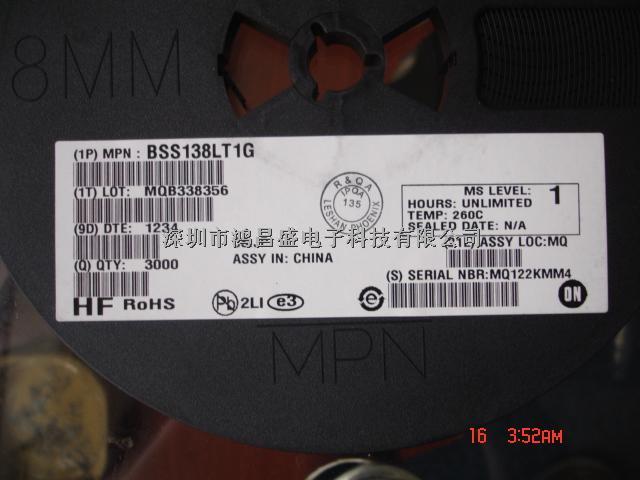 8MM
(1P) MPN : BSS138LT1G
(1T) LOT: MQB338356
(9D) DTE: 1234
(Q) QTY: 3000
ASSY IN: CHINA
R & QA
IPQA
135
LESHAN PHOENIX
MS LEVEL: 1
HOURS: UNLIMITED
TEMP: 260C
SEALED DATE: N/A
深圳市鸿昌盛电子科技有限公司
ASSY LOC:MQ
(S) SERIAL NBR:MQ122KMM4
HF RoHS
Pb 2LI e3
e
ON
MPN
16 3:52AM